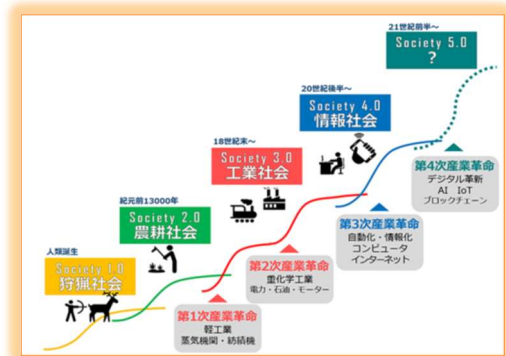 21世紀前半～
Society 5.0
?
20世紀後半～
Society 4.0
情報社会
18世紀末～
Society 3.0
工業社会
紀元前13000年
Society 2.0
農耕社会
人類誕生
Society 1.0
狩猟社会
第1次産業革命
軽工業
蒸気機関・紡績機
第2次産業革命
重化学工業
電力・石油・モーター
第3次産業革命
自動化・情報化
コンピュータ
インターネット
第4次産業革命
デジタル革新
AI IoT
ブロックチェーン